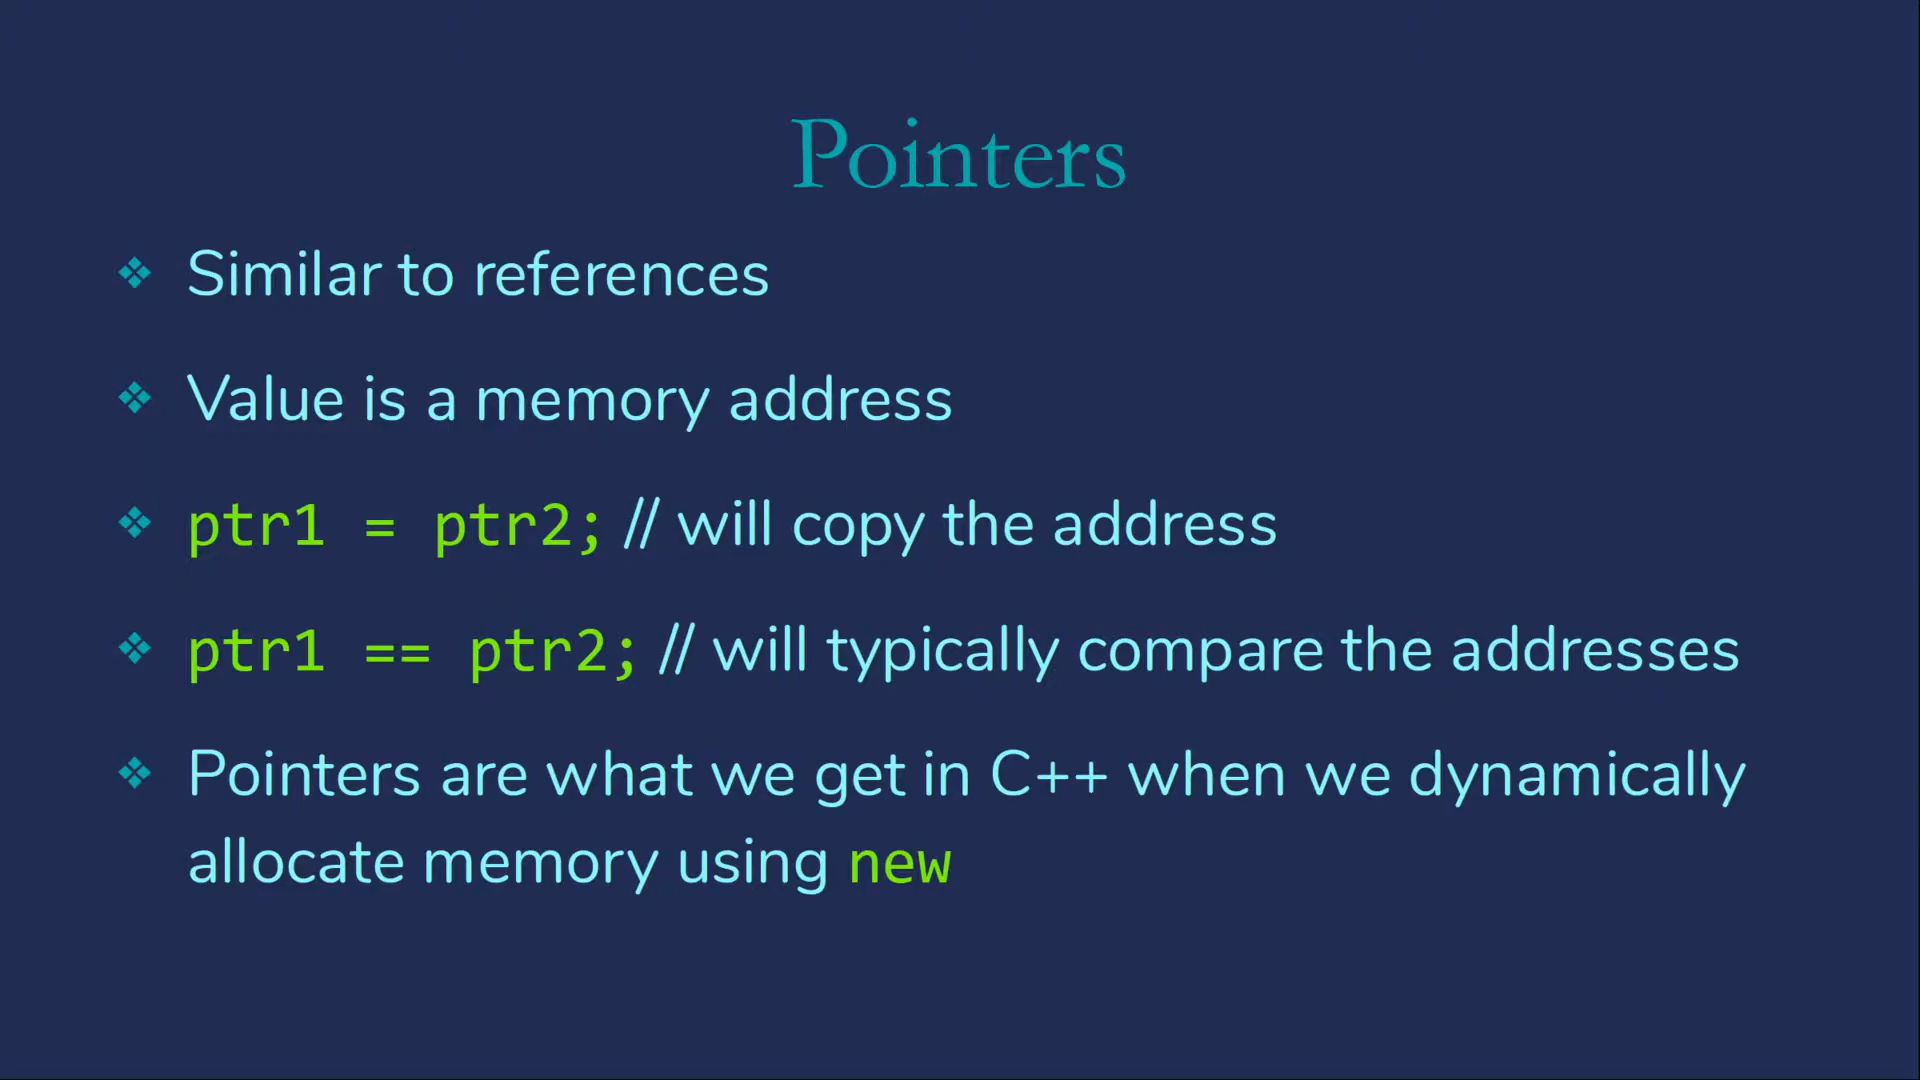 Pointers
❖ Similar to references
❖ Value is a memory address
❖ ptr1 = ptr2; // will copy the address
❖ ptr1 == ptr2; // will typically compare the addresses
❖ Pointers are what we get in C++ when we dynamically
allocate memory using new